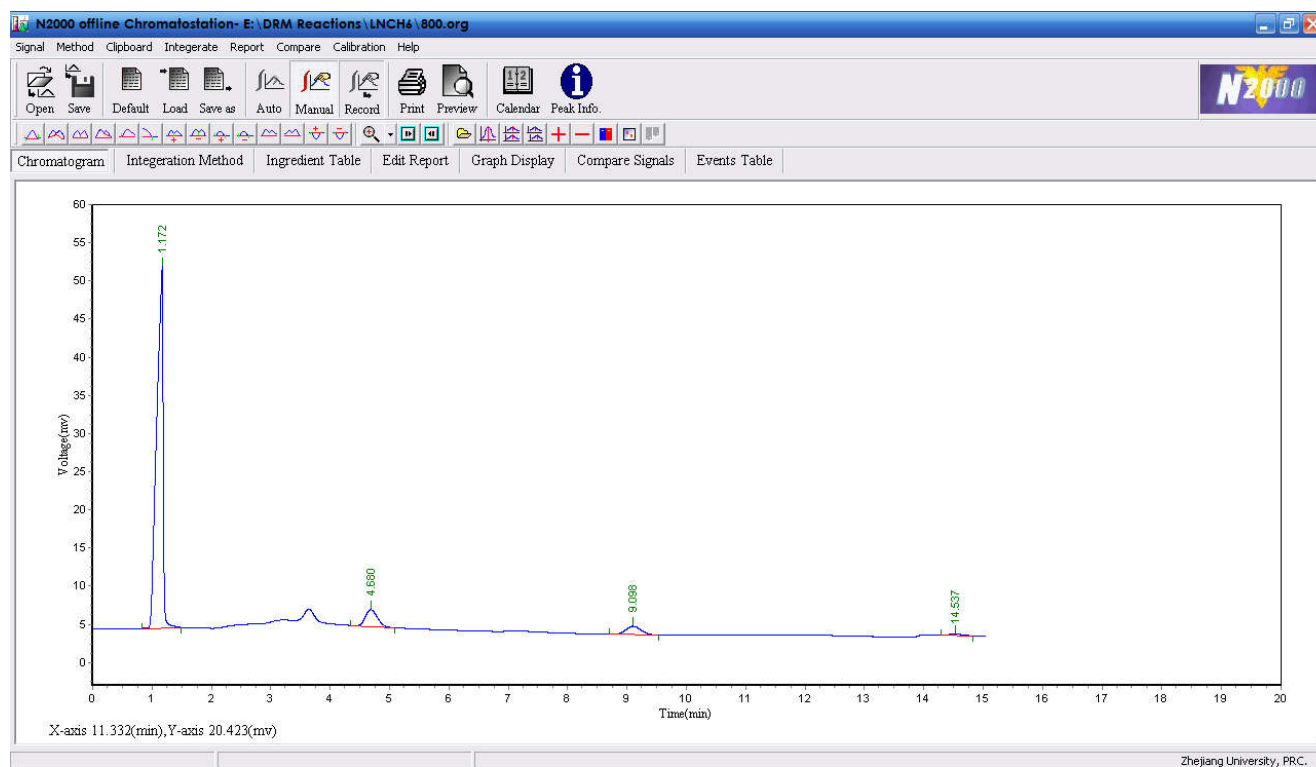 N2000 offline Chromatostation- E:\DRM Reactions\LNCH6\800.org
Signal Method Clipboard Integerate Report Compare Calibration Help
Open Save Default Load Save as Auto Manual Record Print Preview Calendar Peak Info.
N2000
Chromatogram Integeration Method Ingredient Table Edit Report Graph Display Compare Signals Events Table
60
55
50
45
40
35
30
25
20
15
10
5
0
Voltage(mv)
1.172
4.680
9.098
14.537
0 1 2 3 4 5 6 7 8 9 10 11 12 13 14 15 16 17 18 19 20
Time(min)
X-axis 11.332(min),Y-axis 20.423(mv)
Zhejiang University, PRC.